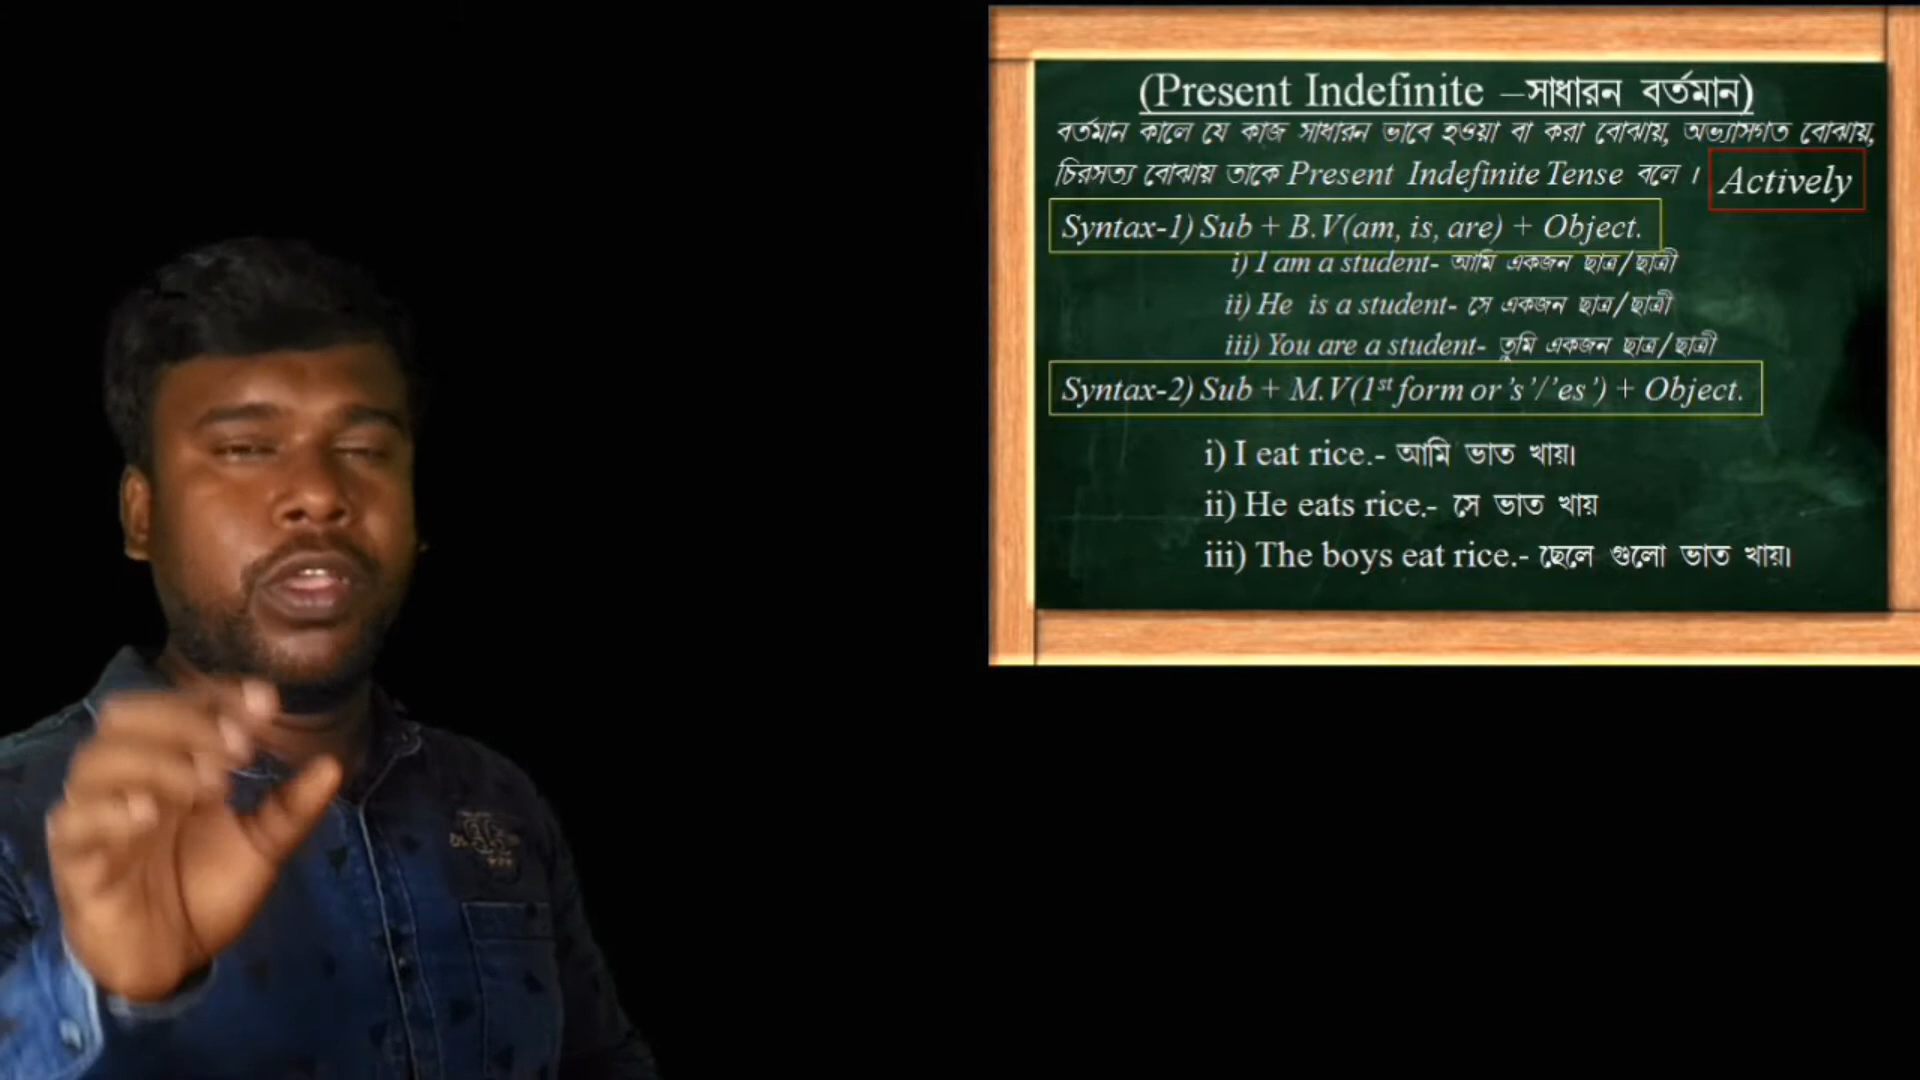 (Present Indefinite –সাধারন বর্তমান)
বর্তমান কালে যে কাজ সাধারন ভাবে হওয়া বা করা বোঝায়, অভ্যাসগত বোঝায়,
চিরসত্য বোঝায় তাকে Present Indefinite Tense বলে । Actively
Syntax-1) Sub + B.V(am, is, are) + Object.
i) I am a student- আমি একজন ছাত্র/ছাত্রী
ii) He is a student- সে একজন ছাত্র/ছাত্রী
iii) You are a student- তুমি একজন ছাত্র/ছাত্রী
Syntax-2) Sub + M.V(1st form or ’s ’/’es ’) + Object.
i) I eat rice.- আমি ভাত খায়।
ii) He eats rice.- সে ভাত খায়
iii) The boys eat rice.- ছেলে গুলো ভাত খায়।